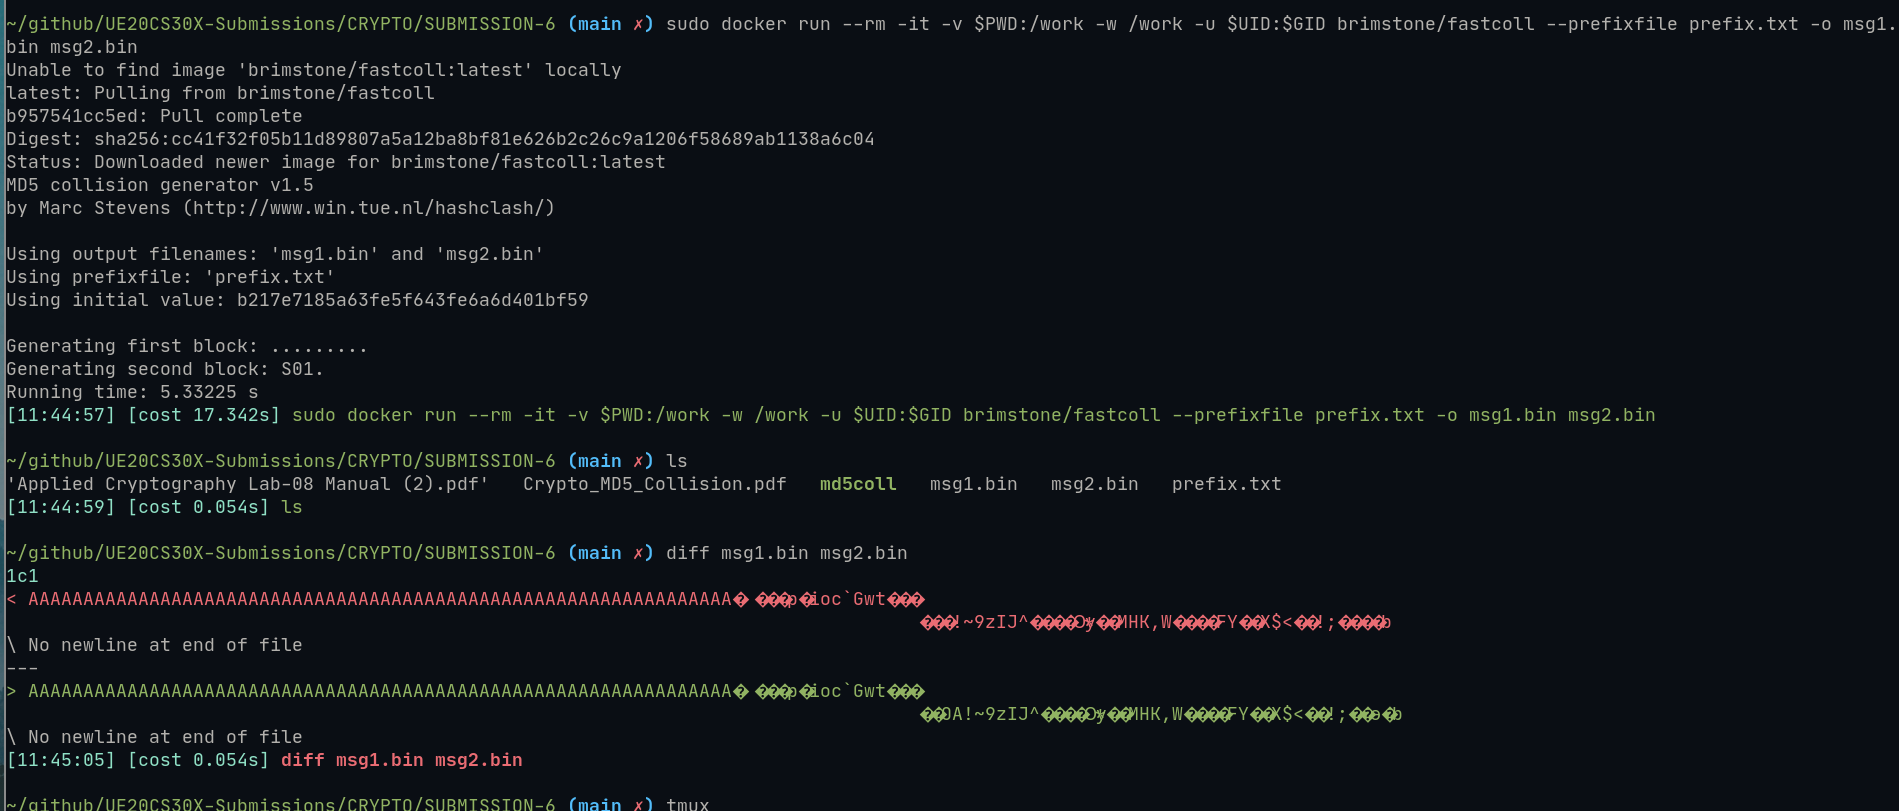 ~/github/UE20CS30X-Submissions/CRYPTO/SUBMISSION-6 (main ✗) sudo docker run --rm -it -v $PWD:/work -w /work -u $UID:$GID brimstone/fastcoll --prefixfile prefix.txt -o msg1.
bin msg2.bin
Unable to find image 'brimstone/fastcoll:latest' locally
latest: Pulling from brimstone/fastcoll
b957541cc5ed: Pull complete
Digest: sha256:cc41f32f05b11d89807a5a12ba8bf81e626b2c26c9a1206f58689ab1138a6c04
Status: Downloaded newer image for brimstone/fastcoll:latest
MD5 collision generator v1.5
by Marc Stevens (http://www.win.tue.nl/hashclash/)
Using output filenames: 'msg1.bin' and 'msg2.bin'
Using prefixfile: 'prefix.txt'
Using initial value: b217e7185a63fe5f643fe6a6d401bf59
Generating first block: .........
Generating second block: S01.
Running time: 5.33225 s
[11:44:57] [cost 17.342s] sudo docker run --rm -it -v $PWD:/work -w /work -u $UID:$GID brimstone/fastcoll --prefixfile prefix.txt -o msg1.bin msg2.bin
~/github/UE20CS30X-Submissions/CRYPTO/SUBMISSION-6 (main ✗) ls
'Applied Cryptography Lab-08 Manual (2).pdf'   Crypto_MD5_Collision.pdf   md5coll   msg1.bin   msg2.bin   prefix.txt
[11:44:59] [cost 0.054s] ls
~/github/UE20CS30X-Submissions/CRYPTO/SUBMISSION-6 (main ✗) diff msg1.bin msg2.bin
1c1
< AAAAAAAAAAAAAAAAAAAAAAAAAAAAAAAAAAAAAAAAAAAAAAAAAAAAAAAAAAAAAAAA� ���p�ioc`Gwt���
���!~9zIJ^����Oy��MHK,W����FY��X$<��!;����b
\ No newline at end of file
---
> AAAAAAAAAAAAAAAAAAAAAAAAAAAAAAAAAAAAAAAAAAAAAAAAAAAAAAAAAAAAAAAA� ���p�ioc`Gwt���
��OA!~9zIJ^����Oy��MHK,W����FY��X$<��!;��o�b
\ No newline at end of file
[11:45:05] [cost 0.054s] diff msg1.bin msg2.bin
~/github/UE20CS30X-Submissions/CRYPTO/SUBMISSION-6 (main ✗) tmux